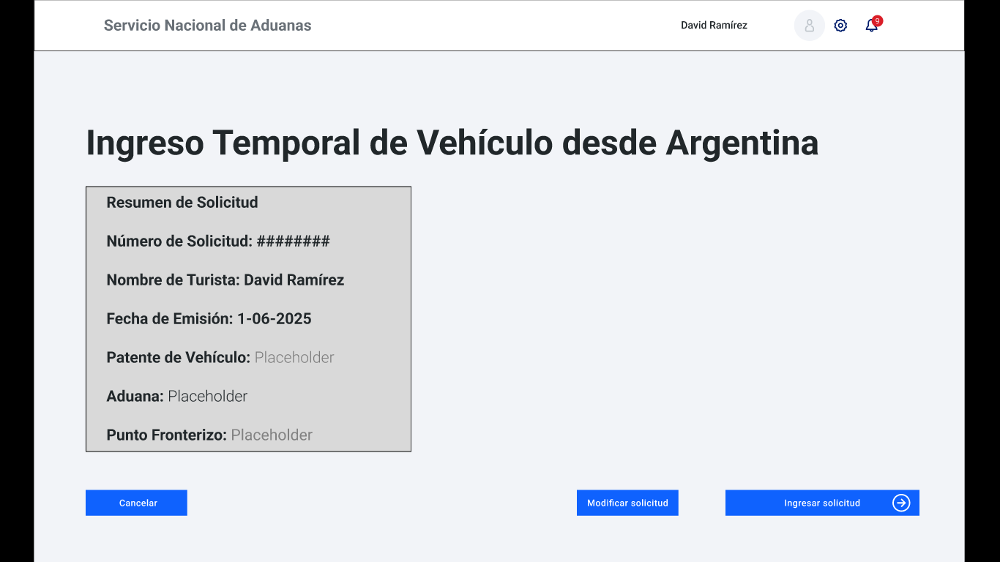 Servicio Nacional de Aduanas
David Ramírez
9
Ingreso Temporal de Vehículo desde Argentina
Resumen de Solicitud
Número de Solicitud: ########
Nombre de Turista: David Ramírez
Fecha de Emisión: 1-06-2025
Patente de Vehículo: Placeholder
Aduana: Placeholder
Punto Fronterizo: Placeholder
Cancelar
Modificar solicitud
Ingresar solicitud